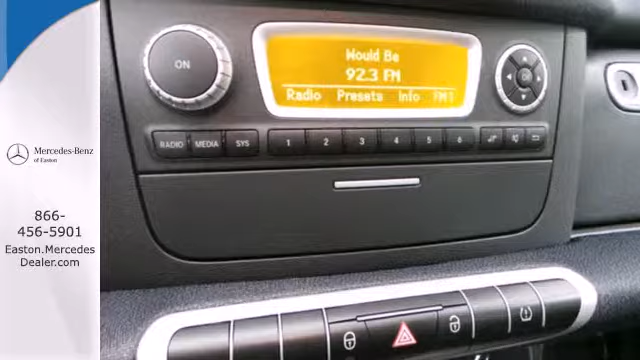 Mercedes-Benz
of Easton
866-
456-5901
Easton.Mercedes
Dealer.com
ON
Would Be
92.3 FM
Radio Presets Info FM1
RADIO MEDIA SYS 1 2 3 4 5 6